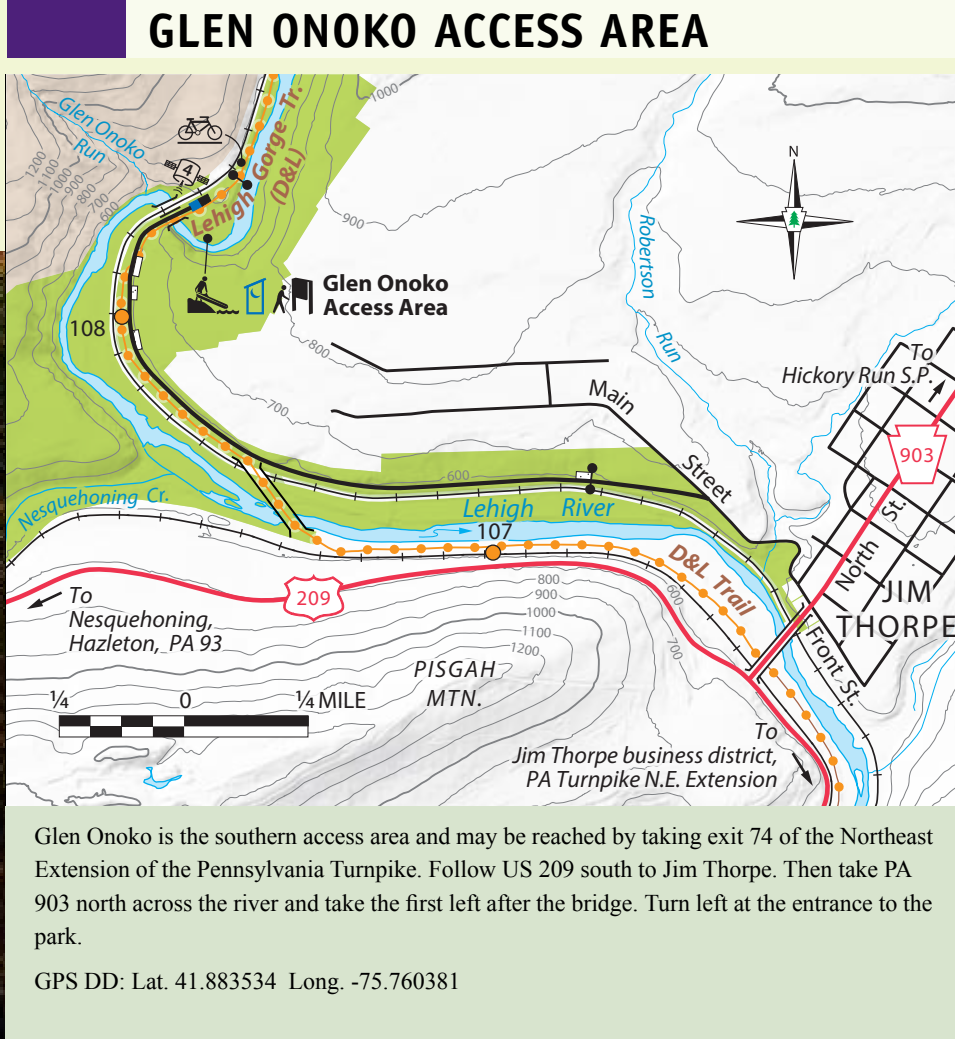 GLEN ONOKO ACCESS AREA
1000
Glen Onoko
Run
4
Lehigh Gorge Tr.
(D&L)
1200
1100
1000
900
800
700
600
N
900
Robertson
Run
Glen Onoko
Access Area
108
800
To
Hickory Run S.P.
Main
Street
700
903
600
Nesquehoning Cr.
Lehigh River
107
North St.
D&L Trail
JIM
THORPE
209
To
Nesquehoning,
Hazleton, PA 93
800
900
1000
1100
1200
600
700
Front St.
PISGAH
MTN.
¼ 0 ¼ MILE
To
Jim Thorpe business district,
PA Turnpike N.E. Extension
Glen Onoko is the southern access area and may be reached by taking exit 74 of the Northeast
Extension of the Pennsylvania Turnpike. Follow US 209 south to Jim Thorpe. Then take PA
903 north across the river and take the first left after the bridge. Turn left at the entrance to the
park.
GPS DD: Lat. 41.883534 Long. -75.760381